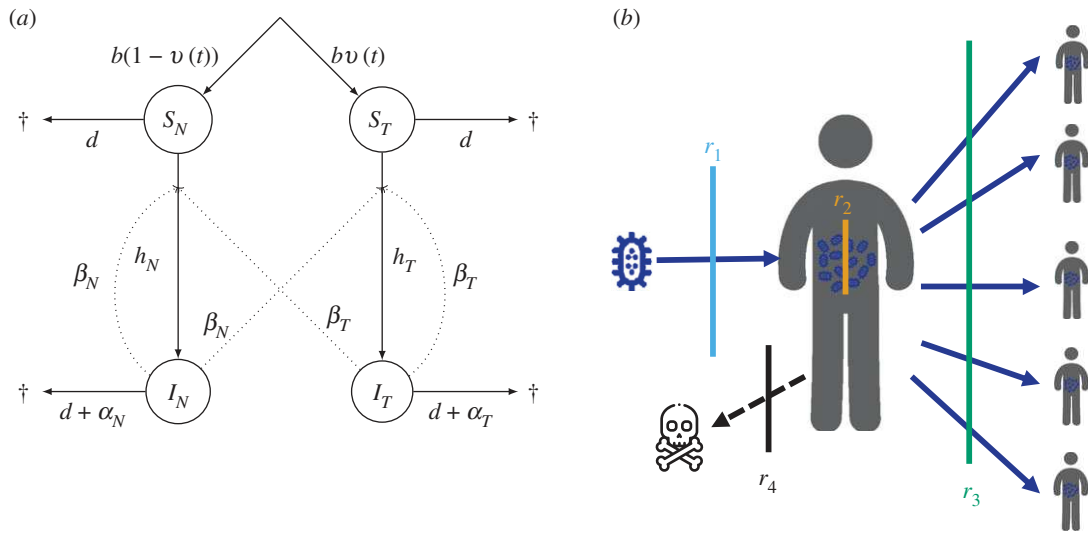 (a)
b(1 − υ(t))
bυ(t)
† S_N S_T †
d d
h_N h_T
β_N β_T
β_N β_T
† I_N I_T †
d + α_N d + α_T
(b)
r_1
r_2
r_4
r_3